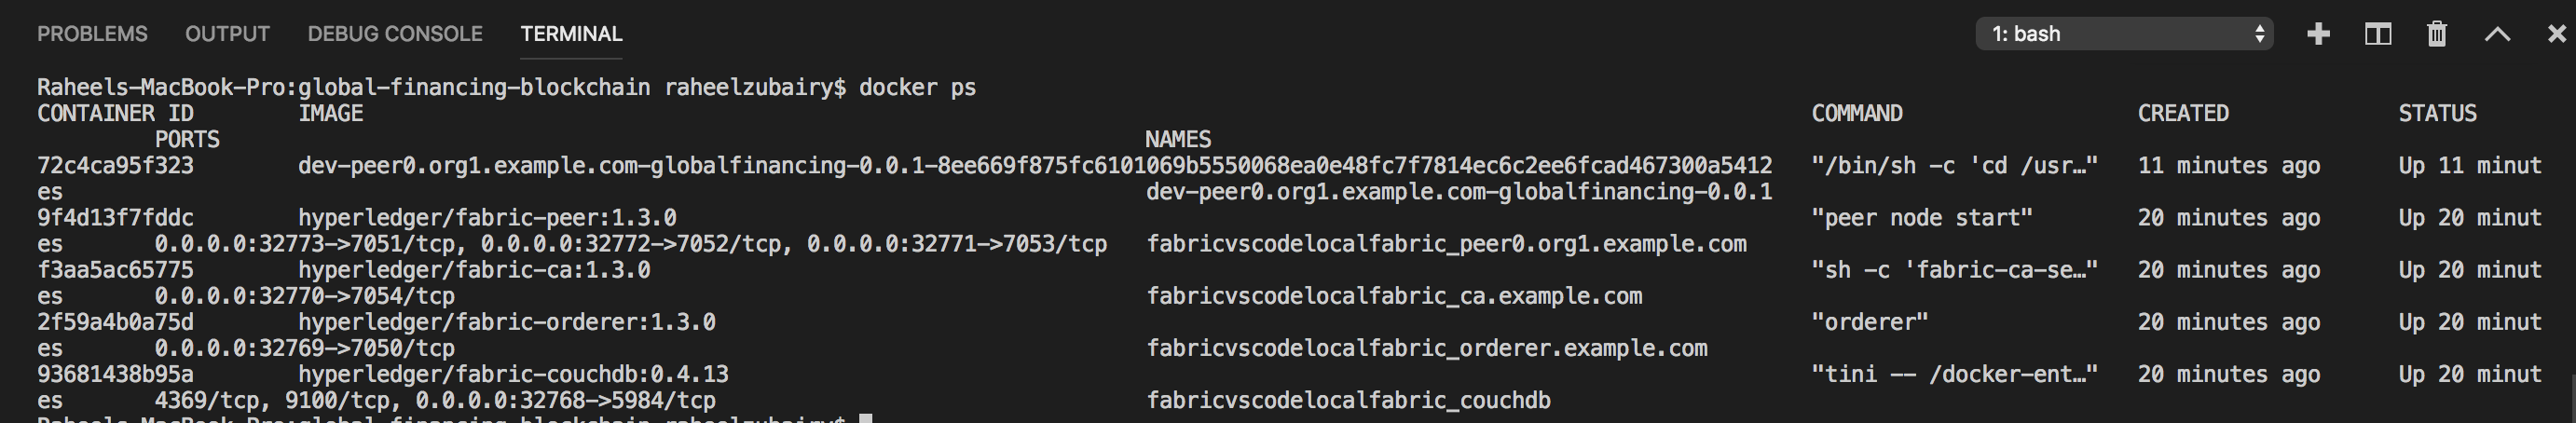 PROBLEMS OUTPUT DEBUG CONSOLE TERMINAL 1: bash
Raheels-MacBook-Pro:global-financing-blockchain raheelzubairy$ docker ps
CONTAINER ID IMAGE COMMAND CREATED STATUS
PORTS NAMES
72c4ca95f323 dev-peer0.org1.example.com-globalfinancing-0.0.1-8ee669f875fc6101069b5550068ea0e48fc7f7814ec6c2ee6fcad467300a5412 "/bin/sh -c 'cd /usr…" 11 minutes ago Up 11 minut
es dev-peer0.org1.example.com-globalfinancing-0.0.1
9f4d13f7fddc hyperledger/fabric-peer:1.3.0 "peer node start" 20 minutes ago Up 20 minut
es 0.0.0.0:32773->7051/tcp, 0.0.0.0:32772->7052/tcp, 0.0.0.0:32771->7053/tcp fabricvscodelocalfabric_peer0.org1.example.com
f3aa5ac65775 hyperledger/fabric-ca:1.3.0 "sh -c 'fabric-ca-se…" 20 minutes ago Up 20 minut
es 0.0.0.0:32770->7054/tcp fabricvscodelocalfabric_ca.example.com
2f59a4b0a75d hyperledger/fabric-orderer:1.3.0 "orderer" 20 minutes ago Up 20 minut
es 0.0.0.0:32769->7050/tcp fabricvscodelocalfabric_orderer.example.com
93681438b95a hyperledger/fabric-couchdb:0.4.13 "tini -- /docker-ent…" 20 minutes ago Up 20 minut
es 4369/tcp, 9100/tcp, 0.0.0.0:32768->5984/tcp fabricvscodelocalfabric_couchdb
Raheels-MacBook-Pro:global-financing-blockchain raheelzubairy$